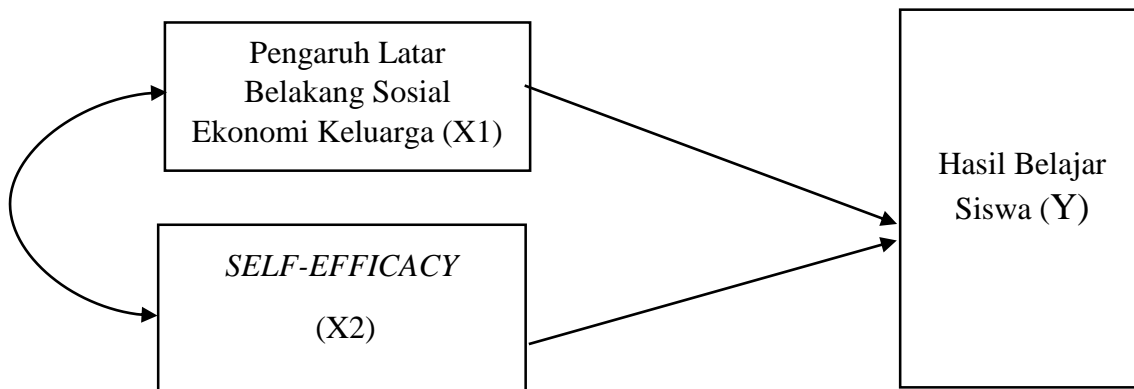 Pengaruh Latar
Belakang Sosial
Ekonomi Keluarga (X1)
SELF-EFFICACY
(X2)
Hasil Belajar
Siswa (Y)